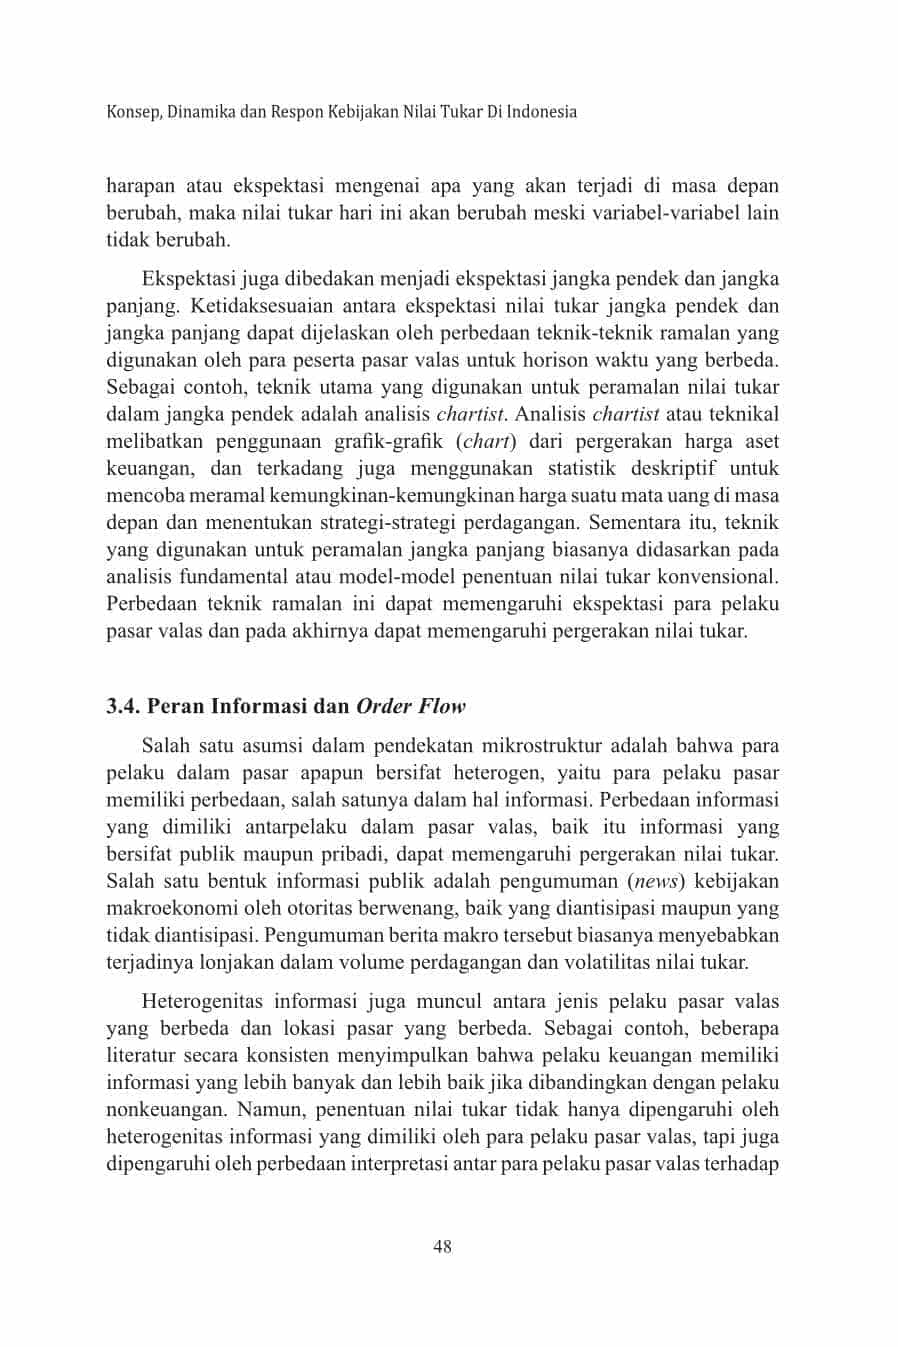 Konsep, Dinamika dan Respon Kebijakan Nilai Tukar Di Indonesia
harapan atau ekspektasi mengenai apa yang akan terjadi di masa depan
berubah, maka nilai tukar hari ini akan berubah meski variabel-variabel lain
tidak berubah.
Ekspektasi juga dibedakan menjadi ekspektasi jangka pendek dan jangka
panjang. Ketidaksesuaian antara ekspektasi nilai tukar jangka pendek dan
jangka panjang dapat dijelaskan oleh perbedaan teknik-teknik ramalan yang
digunakan oleh para peserta pasar valas untuk horison waktu yang berbeda.
Sebagai contoh, teknik utama yang digunakan untuk peramalan nilai tukar
dalam jangka pendek adalah analisis chartist. Analisis chartist atau teknikal
melibatkan penggunaan grafik-grafik (chart) dari pergerakan harga aset
keuangan, dan terkadang juga menggunakan statistik deskriptif untuk
mencoba meramal kemungkinan-kemungkinan harga suatu mata uang di masa
depan dan menentukan strategi-strategi perdagangan. Sementara itu, teknik
yang digunakan untuk peramalan jangka panjang biasanya didasarkan pada
analisis fundamental atau model-model penentuan nilai tukar konvensional.
Perbedaan teknik ramalan ini dapat memengaruhi ekspektasi para pelaku
pasar valas dan pada akhirnya dapat memengaruhi pergerakan nilai tukar.
3.4. Peran Informasi dan Order Flow
Salah satu asumsi dalam pendekatan mikrostruktur adalah bahwa para
pelaku dalam pasar apapun bersifat heterogen, yaitu para pelaku pasar
memiliki perbedaan, salah satunya dalam hal informasi. Perbedaan informasi
yang dimiliki antarpelaku dalam pasar valas, baik itu informasi yang
bersifat publik maupun pribadi, dapat memengaruhi pergerakan nilai tukar.
Salah satu bentuk informasi publik adalah pengumuman (news) kebijakan
makroekonomi oleh otoritas berwenang, baik yang diantisipasi maupun yang
tidak diantisipasi. Pengumuman berita makro tersebut biasanya menyebabkan
terjadinya lonjakan dalam volume perdagangan dan volatilitas nilai tukar.
Heterogenitas informasi juga muncul antara jenis pelaku pasar valas
yang berbeda dan lokasi pasar yang berbeda. Sebagai contoh, beberapa
literatur secara konsisten menyimpulkan bahwa pelaku keuangan memiliki
informasi yang lebih banyak dan lebih baik jika dibandingkan dengan pelaku
nonkeuangan. Namun, penentuan nilai tukar tidak hanya dipengaruhi oleh
heterogenitas informasi yang dimiliki oleh para pelaku pasar valas, tapi juga
dipengaruhi oleh perbedaan interpretasi antar para pelaku pasar valas terhadap
48